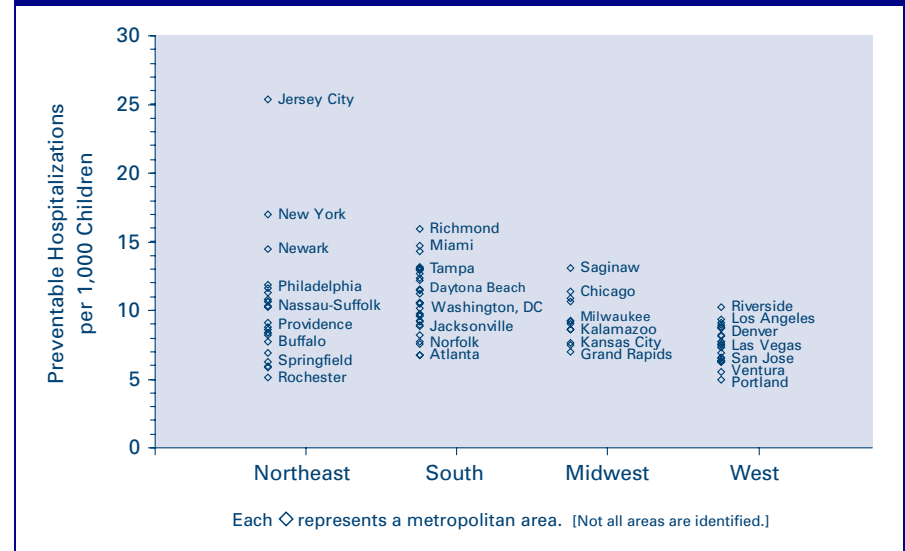 30
25
20
15
10
5
0
Preventable Hospitalizations
per 1,000 Children
Jersey City
New York
Newark
Philadelphia
Nassau-Suffolk
Providence
Buffalo
Springfield
Rochester
Richmond
Miami
Tampa
Daytona Beach
Washington, DC
Jacksonville
Norfolk
Atlanta
Saginaw
Chicago
Milwaukee
Kalamazoo
Kansas City
Grand Rapids
Riverside
Los Angeles
Denver
Las Vegas
San Jose
Ventura
Portland
Northeast
South
Midwest
West
Each ◇ represents a metropolitan area. [Not all areas are identified.]